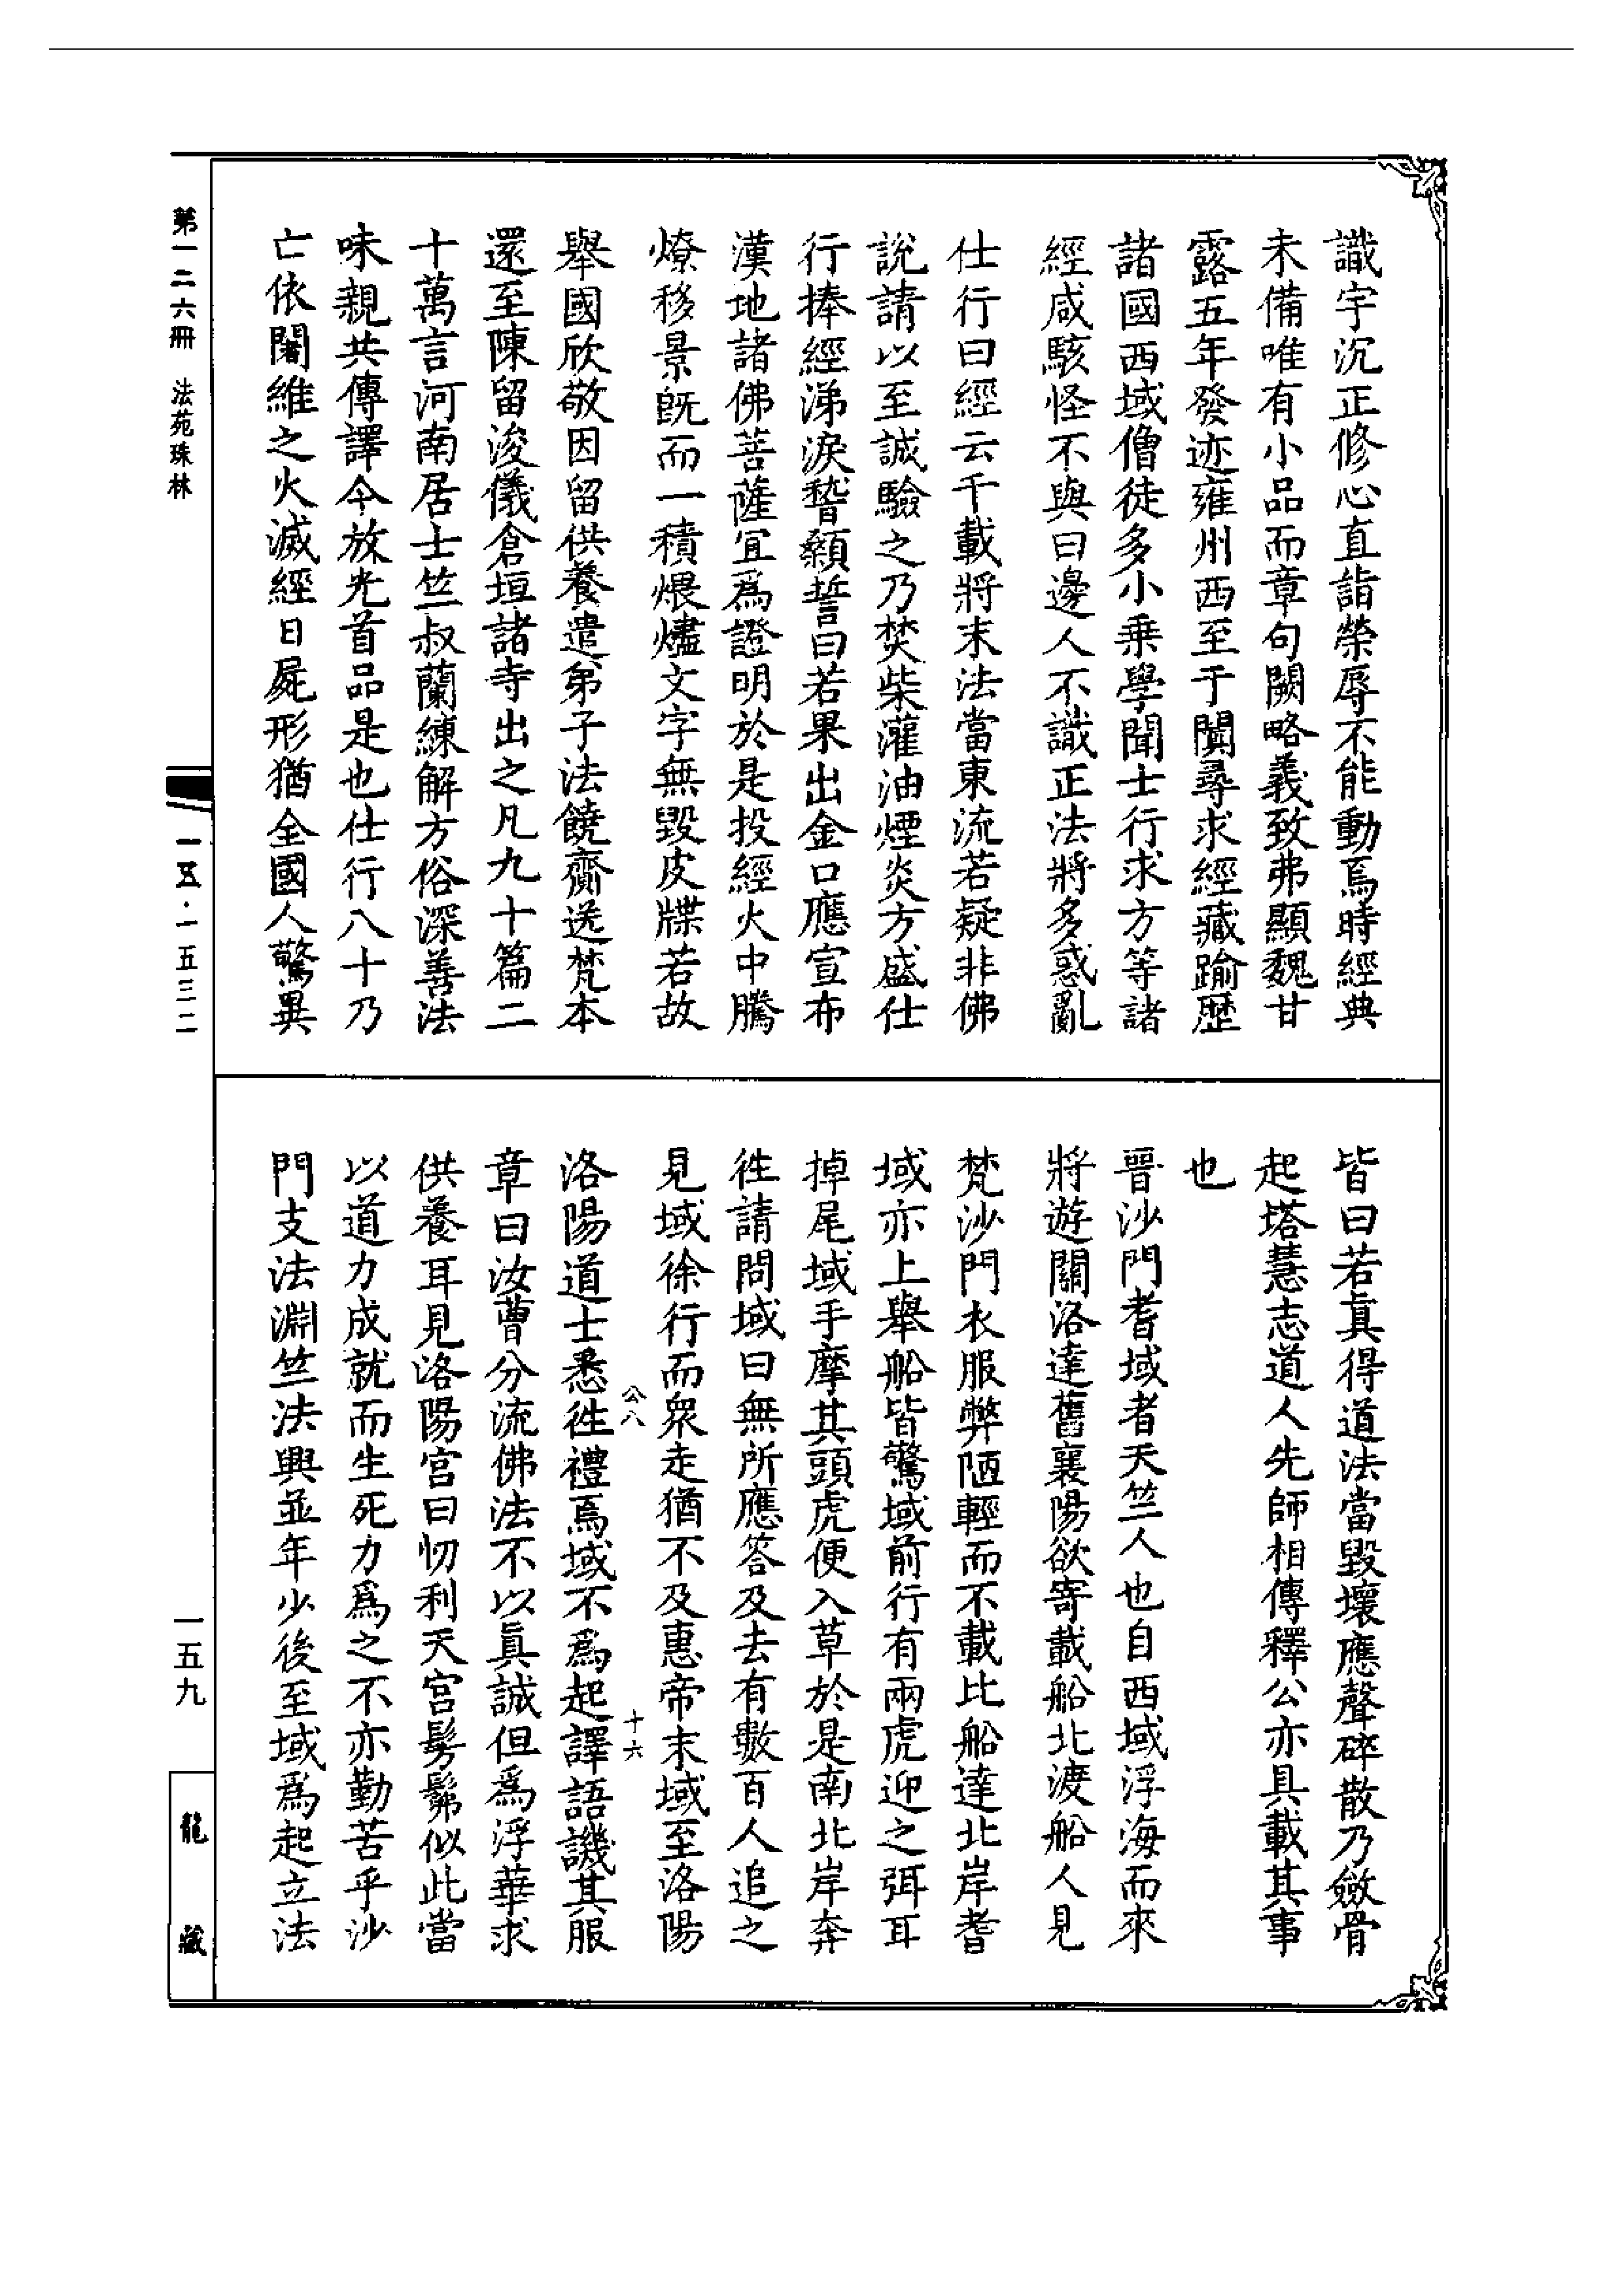 識宇沉正修心直詣榮辱不能動焉時經典
未備唯有小品而章句闕略義致弗顯魏甘
露五年發迹雍州西至于闐尋求經藏踰歷
諸國西域僧徒多小乘學聞士行求方等諸
經咸駭怪不與曰邊人不識正法將多惑亂
仕行曰經云千載將末法當東流若疑非佛
說請以至誠驗之乃焚柴灌油煙炎方盛仕
行捧經涕淚稽顙誓曰若果出金口應宣布
漢地諸佛菩薩宜爲證明於是投經火中騰
燎移景旣而一積煨燼文字無毀皮牒若故
舉國欣敬因留供養遣弟子法饒齎送梵本
還至陳留浚儀倉垣諸寺出之凡九十篇二
十萬言河南居士竺叔蘭練解方俗深善法
味親共傳譯今放光首品是也仕行八十乃
亡依闍維之火滅經日屍形猶全國人驚異
皆曰若真得道法當毀壞應聲碎散乃斂骨
起塔慧志道人先師相傳釋公亦具載其事
也
晉沙門耆域者天竺人也自西域浮海而來
將遊關洛達舊襄陽欲寄載船北渡船人見
梵沙門衣服弊陋輕而不載比船達北岸耆
域亦上舉船皆驚域前行有兩虎迎之弭耳
掉尾域手摩其頭虎便入草於是南北岸奔
徃請問域曰無所應答及去有數百人追之
見域徐行而衆走猶不及惠帝末域至洛陽
公八
十六
洛陽道士悉徃禮焉域不爲起譯語譏其服
章曰汝曹分流佛法不以眞誠但爲浮華求
供養耳見洛陽宮曰忉利天宮髣髴似此當
以道力成就而生死力爲之不亦勤苦乎沙
門支法淵竺法興並年少後至域爲起立法
第一二六冊 法苑珠林
一五·一五三二
一五九
龍藏